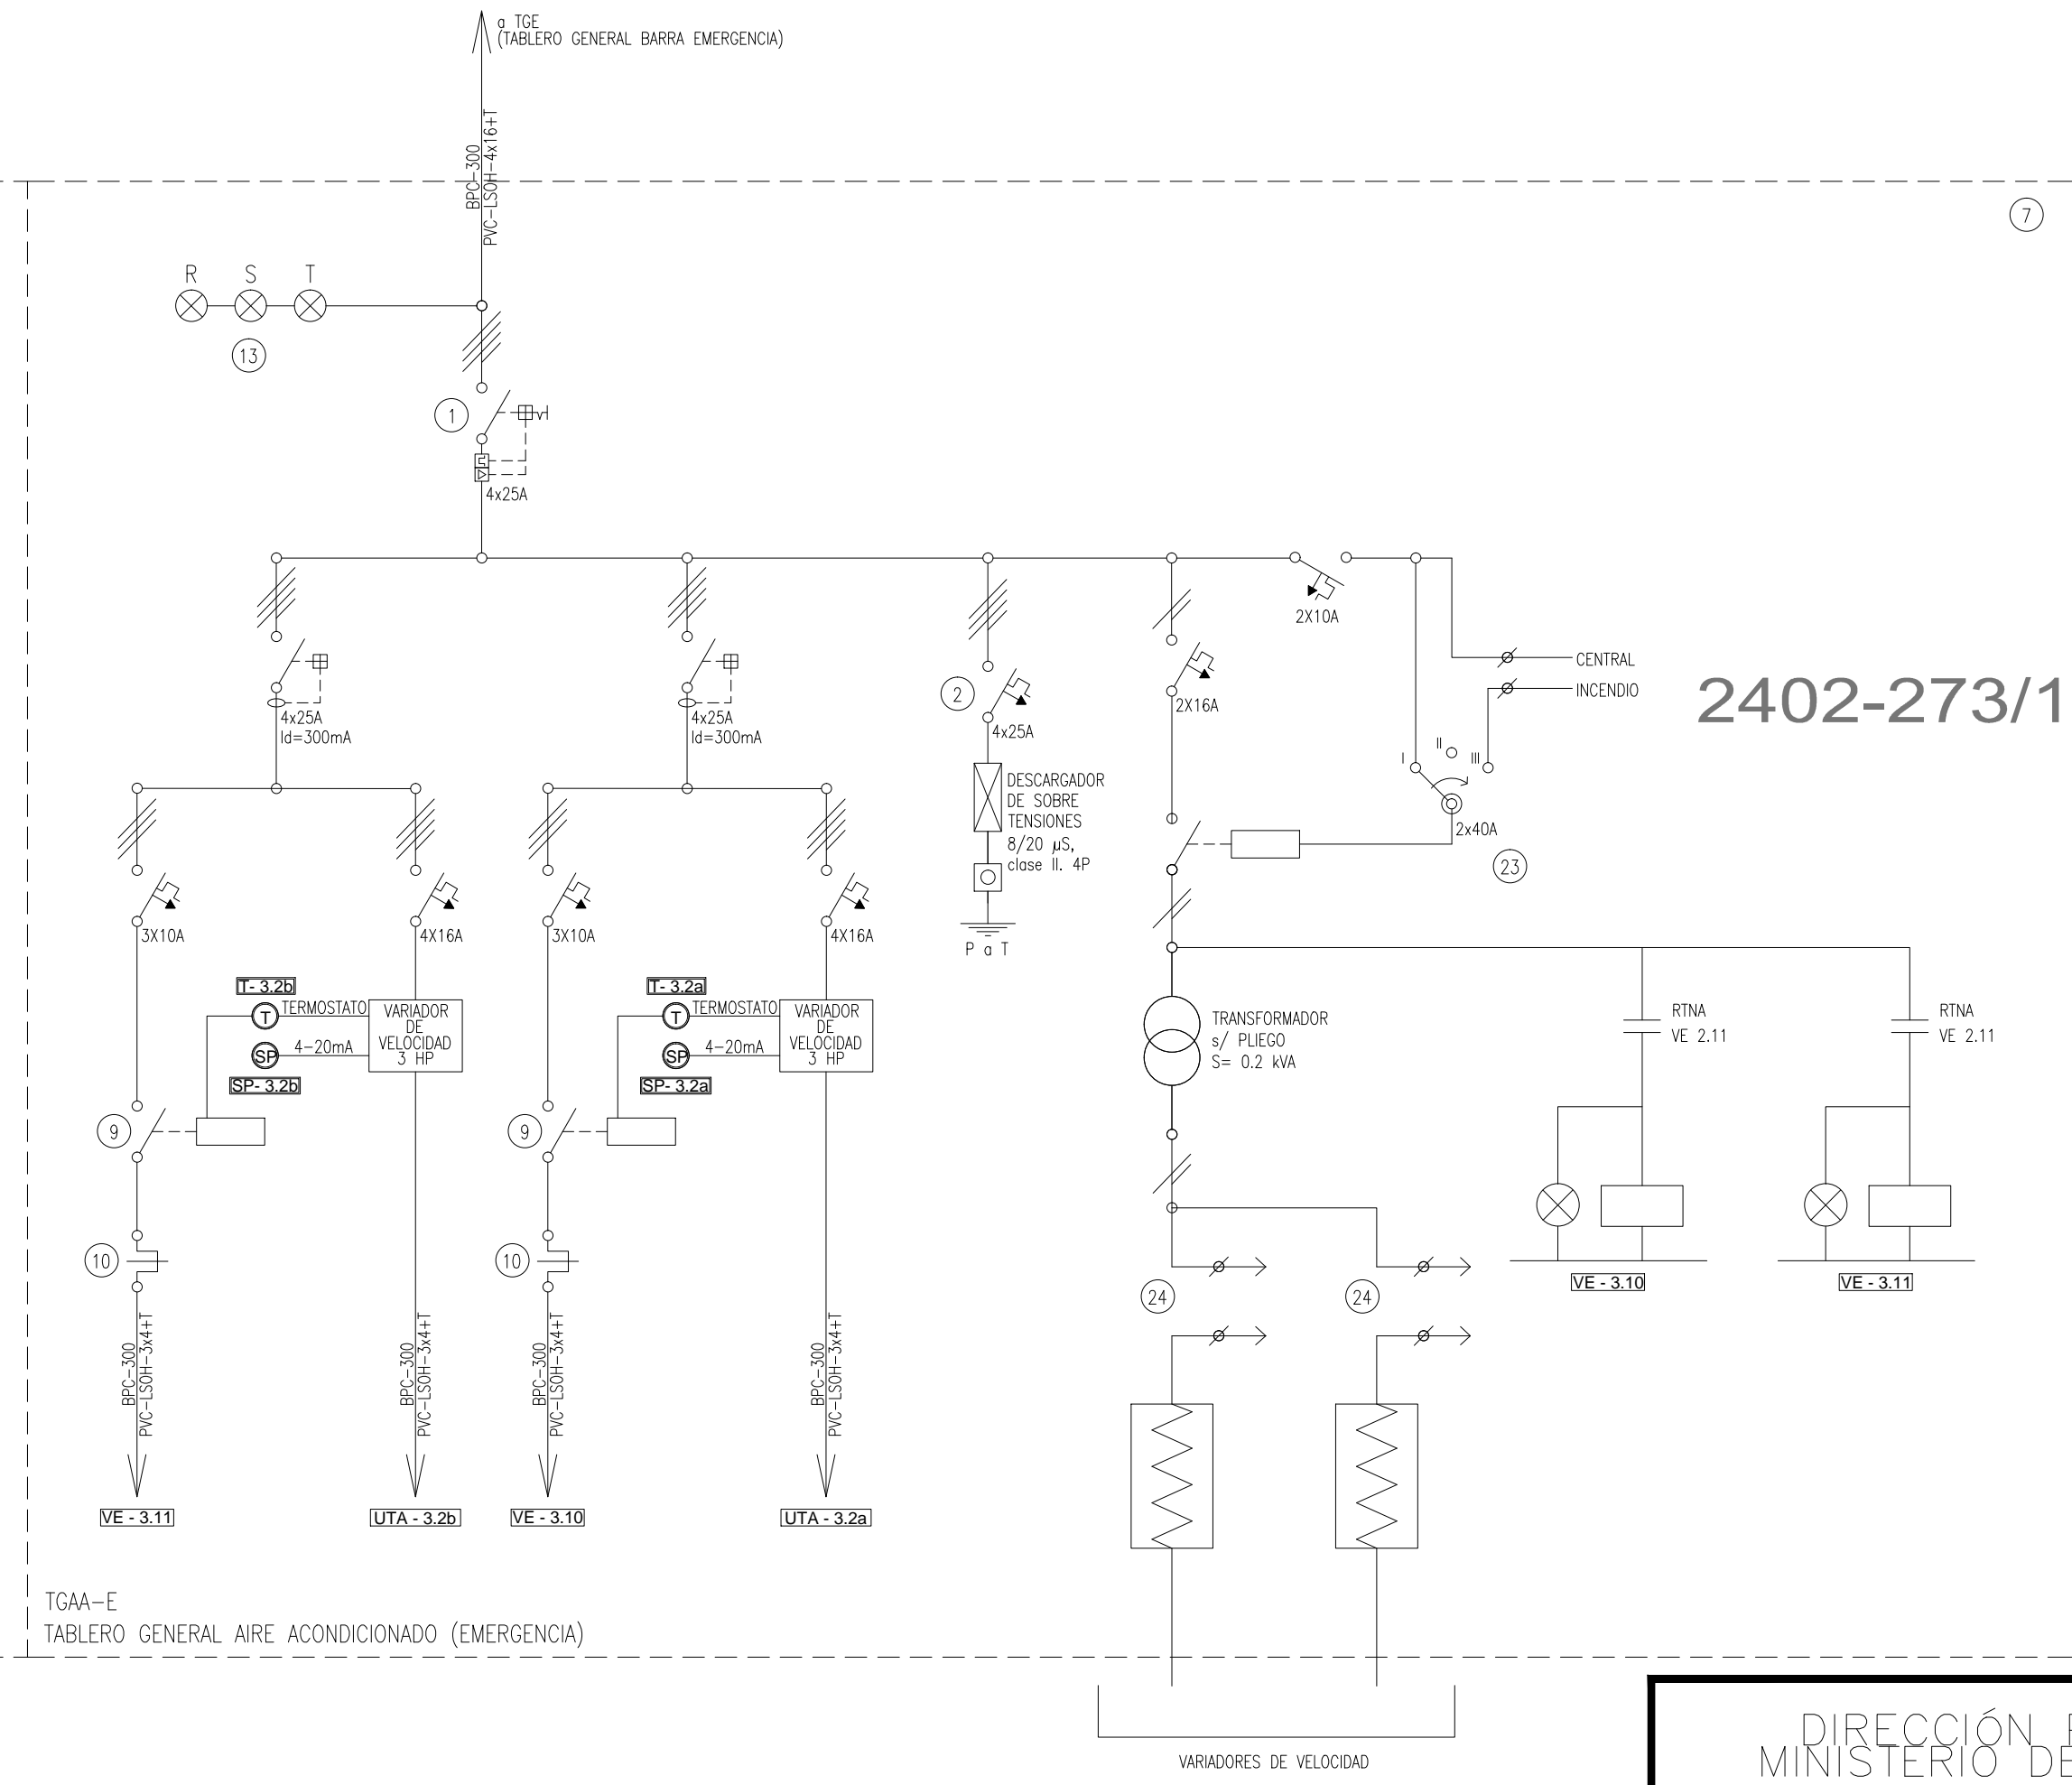 a TGE
(TABLERO GENERAL BARRA EMERGENCIA)
BPC-300
PVC-LSOH-4x16+T
7
R S T
13
1
4x25A
2X10A
CENTRAL
INCENDIO
2402-273/1
4x25A
Id=300mA
4x25A
Id=300mA
2
4x25A
2X16A
I II III
2x40A
23
DESCARGADOR
DE SOBRE
TENSIONES
8/20 µS,
clase II. 4P
P a T
3X10A
4X16A
3X10A
4X16A
T- 3.2b
T TERMOSTATO
SP 4-20mA
SP- 3.2b
VARIADOR
DE
VELOCIDAD
3 HP
T- 3.2a
T TERMOSTATO
SP 4-20mA
SP- 3.2a
VARIADOR
DE
VELOCIDAD
3 HP
TRANSFORMADOR
s/ PLIEGO
S= 0.2 kVA
RTNA
VE 2.11
RTNA
VE 2.11
9
9
10
10
24
24
VE - 3.10
VE - 3.11
BPC-300
PVC-LSOH-3x4+T
BPC-300
PVC-LSOH-3x4+T
BPC-300
PVC-LSOH-3x4+T
BPC-300
PVC-LSOH-3x4+T
VE - 3.11
UTA - 3.2b
VE - 3.10
UTA - 3.2a
TGAA-E
TABLERO GENERAL AIRE ACONDICIONADO (EMERGENCIA)
VARIADORES DE VELOCIDAD
DIRECCIÓN
MINISTERIO DE